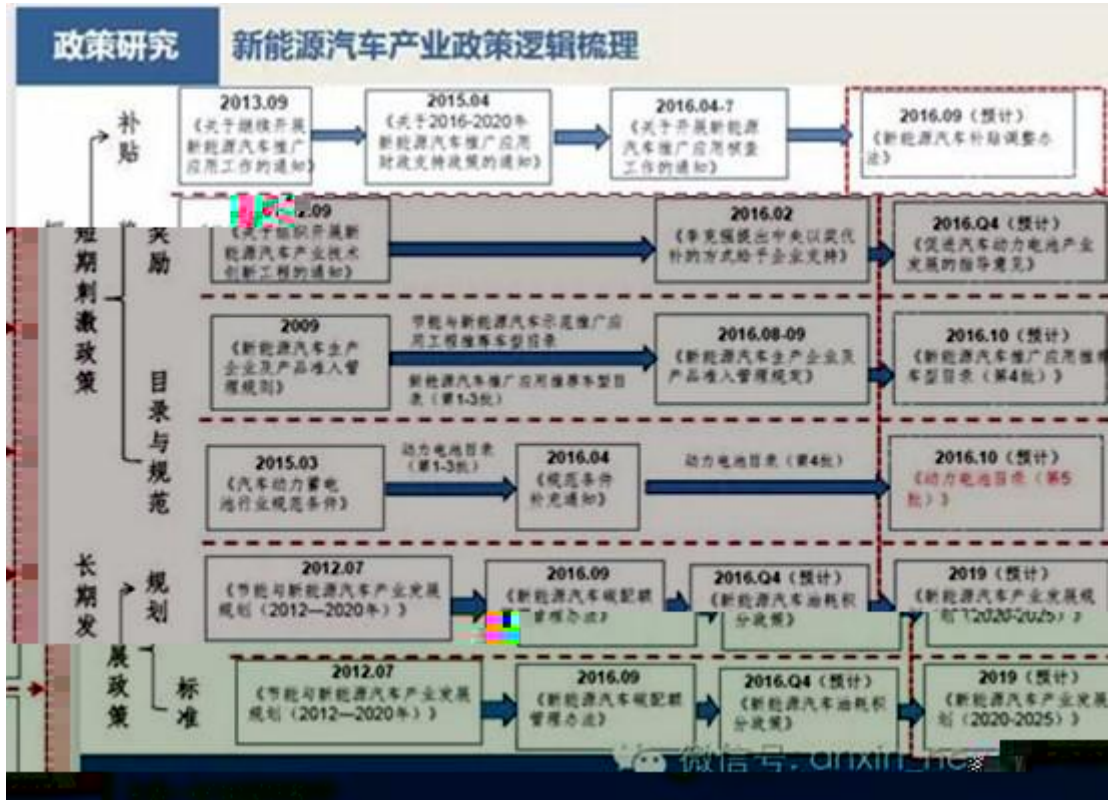 政策研究
新能源汽车产业政策逻辑梳理
补贴
2013.09
《关于继续开展
新能源汽车推广
应用工作的通知》
2015.04
《关于2016-2020年
新能源汽车推广应用
财政支持政策的通知》
2016.04-?
《关于开展新能源
汽车推广应用核查
工作的通知》
2016.09（预计）
《新能源汽车补贴调整办
法》
短期刺激政策
奖励
2.09
《关于组织开展新
能源汽车产业技术
创新工程的通知》
2016.02
《李克强提出中央以奖代
补的方式给予企业支持》
2016.Q4（预计）
《促进汽车动力电池产业
发展的指导意见》
目录与规范
2009
《新能源汽车生产
企业及产品准入管
理规则》
节能与新能源汽车示范推广应
用工程推荐车型目录
新能源汽车推广应用推荐车型目
录（第1-3批）
2016.08-09
《新能源汽车生产企业及
产品准入管理规定》
2016.10（预计）
《新能源汽车推广应用推荐
车型目录（第4批）》
2015.03
《汽车动力蓄电
池行业规范条件》
动力电池目录
（第1-3批）
2016.04
《规范条件
补充通知》
动力电池目录（第4批）
2016.10（预计）
《动力电池目录（第5
批）》
长期发展政策
规划
2012.07
《节能与新能源汽车产业发展
规划（2012—2020年）》
2016.09
《新能源汽车碳配额
管理办法》
2016.Q4（预计）
《新能源汽车油耗积
2019（预计）
《新能源汽车产业发展规
划（2020-2025）》
标准
2012.07
《节能与新能源汽车产业发展
规划（2012—2020年）》
2016.09
《新能源汽车碳配额
管理办法》
2016.Q4（预计）
《新能源汽车油耗积
分政策》
2019（预计）
《新能源汽车产业发展
划（2020-2025）》
微信号: anxin_ne